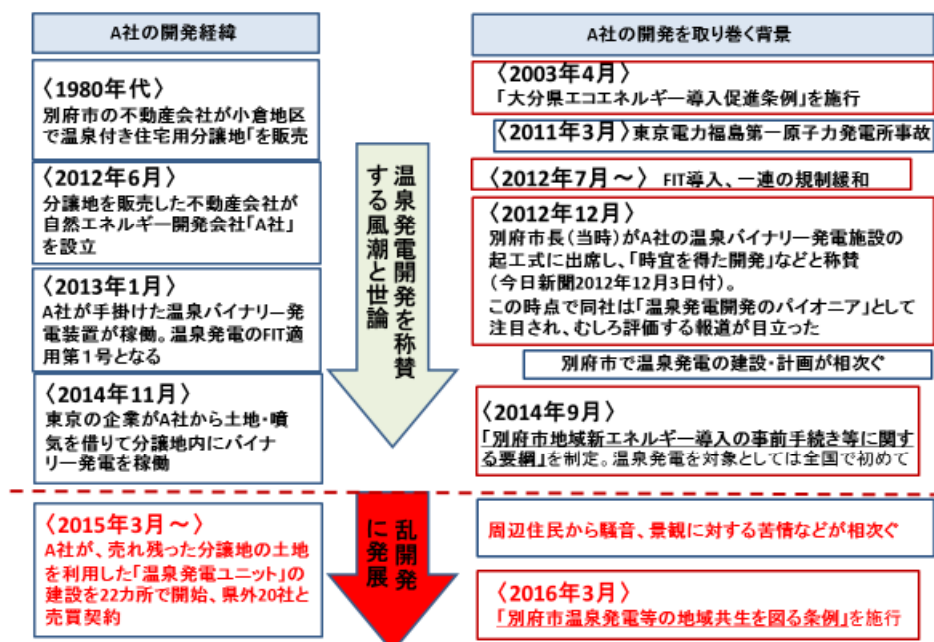 A社の開発経緯
〈1980年代〉
別府市の不動産会社が小倉地区
で温泉付き住宅用分譲地「を販売
〈2012年6月〉
分譲地を販売した不動産会社が
自然エネルギー開発会社「A社」
を設立
〈2013年1月〉
A社が手掛けた温泉バイナリー発
電装置が稼働。温泉発電のFIT適
用第1号となる
〈2014年11月〉
東京の企業がA社から土地・噴
気を借りて分譲地内にバイナ
リー発電を稼働
〈2015年3月～〉
A社が、売れ残った分譲地の土地
を利用した「温泉発電ユニット」の
建設を22カ所で開始、県外20社と
売買契約
温泉発電開発を称賛
する風潮と世論
乱開発
に発展
A社の開発を取り巻く背景
〈2003年4月〉
「大分県エコエネルギー導入促進条例」を施行
〈2011年3月〉東京電力福島第一原子力発電所事故
〈2012年7月～〉 FIT導入、一連の規制緩和
〈2012年12月〉
別府市長（当時）がA社の温泉バイナリー発電施設の
起工式に出席し、「時宜を得た開発」などと称賛
（今日新聞2012年12月3日付）。
この時点で同社は「温泉発電開発のパイオニア」として
注目され、むしろ評価する報道が目立った
別府市で温泉発電の建設・計画が相次ぐ
〈2014年9月〉
「別府市地域新エネルギー導入の事前手続き等に関す
る要綱」を制定。温泉発電を対象としては全国で初めて
周辺住民から騒音、景観に対する苦情などが相次ぐ
〈2016年3月〉
「別府市温泉発電等の地域共生を図る条例」を施行